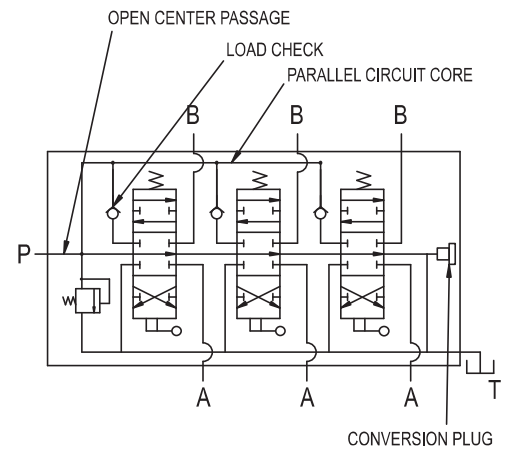 OPEN CENTER PASSAGE
LOAD CHECK
PARALLEL CIRCUIT CORE
B B B
P
T
A A A
CONVERSION PLUG